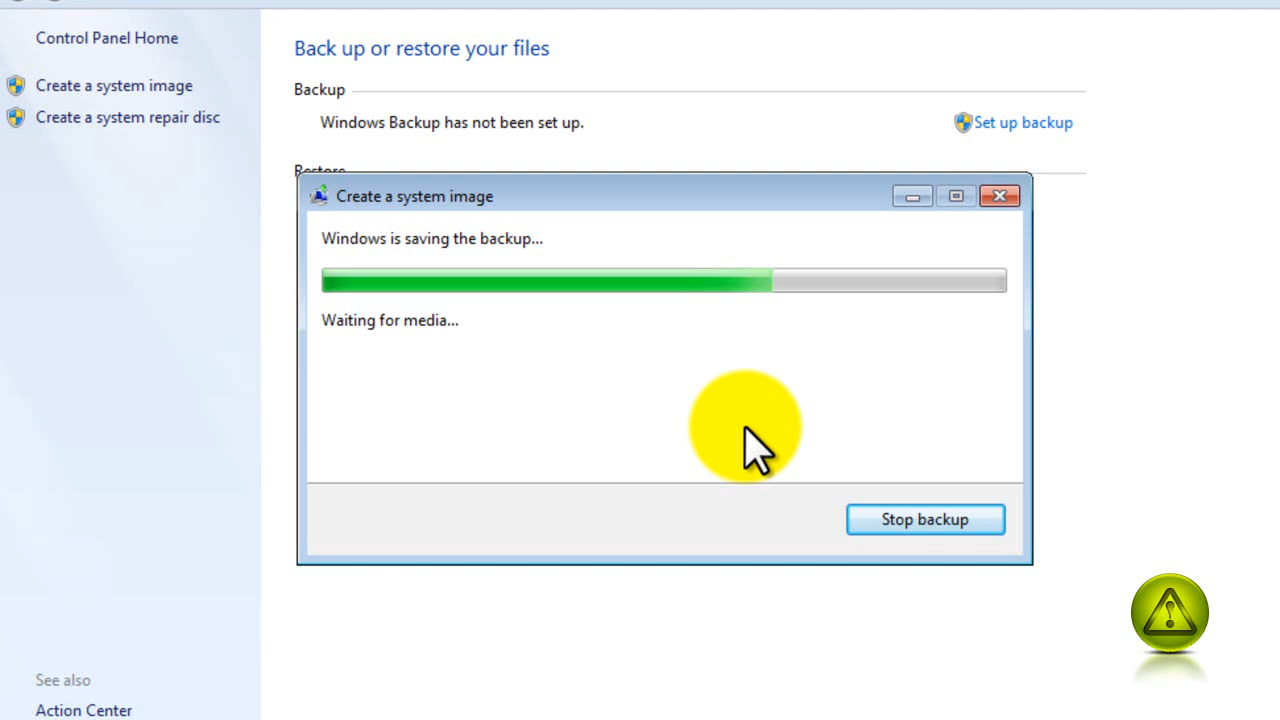 Control Panel Home
Create a system image
Create a system repair disc
Back up or restore your files
Backup
Windows Backup has not been set up.
Set up backup
Restore
Create a system image
Windows is saving the backup...
Waiting for media...
Stop backup
See also
Action Center